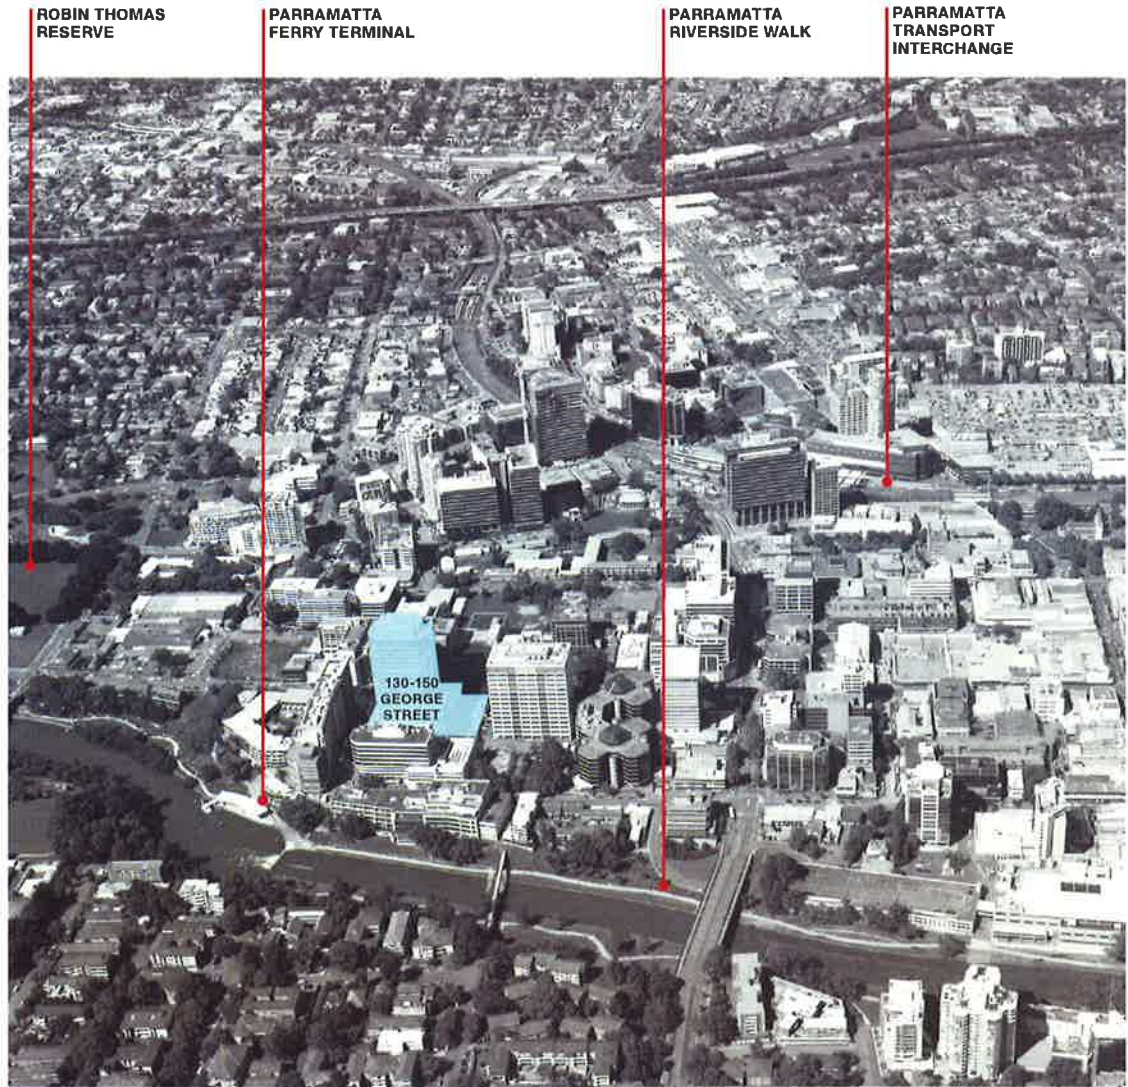 ROBIN THOMAS
RESERVE
PARRAMATTA
FERRY TERMINAL
PARRAMATTA
RIVERSIDE WALK
PARRAMATTA
TRANSPORT
INTERCHANGE
130-150
GEORGE
STREET